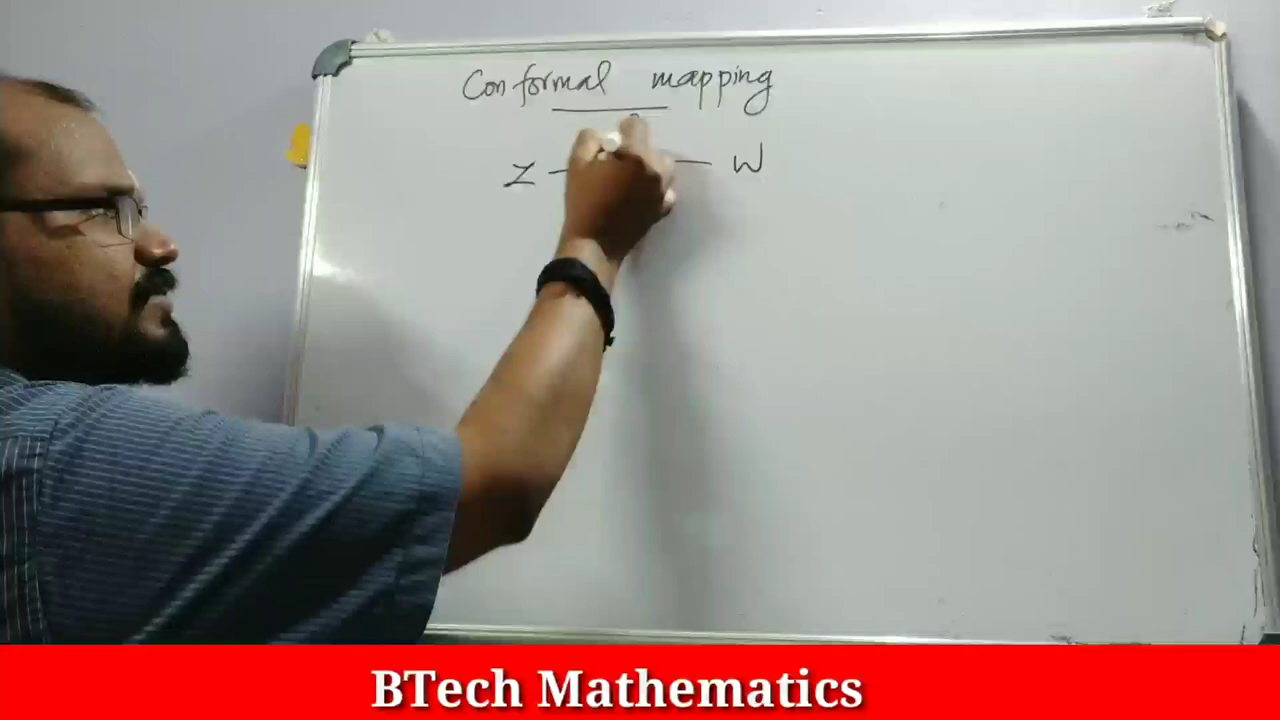 Conformal mapping
Z — — W
BTech Mathematics